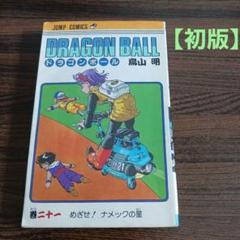 JUMP COMICS
【初版】
DRAGON BALL
ドラゴンボール 鳥山 明
巻二十一 めざせ!ナメックの星